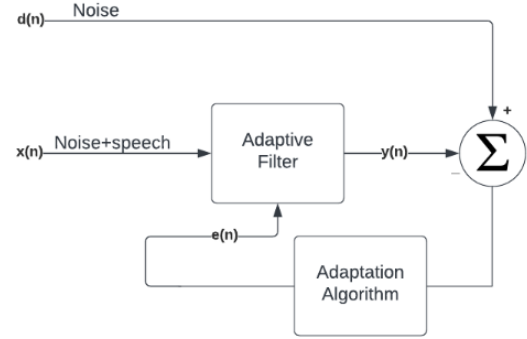 Noise
d(n)
+
Noise+speech
x(n)
Adaptive
Filter
y(n)
Σ
–
e(n)
Adaptation
Algorithm